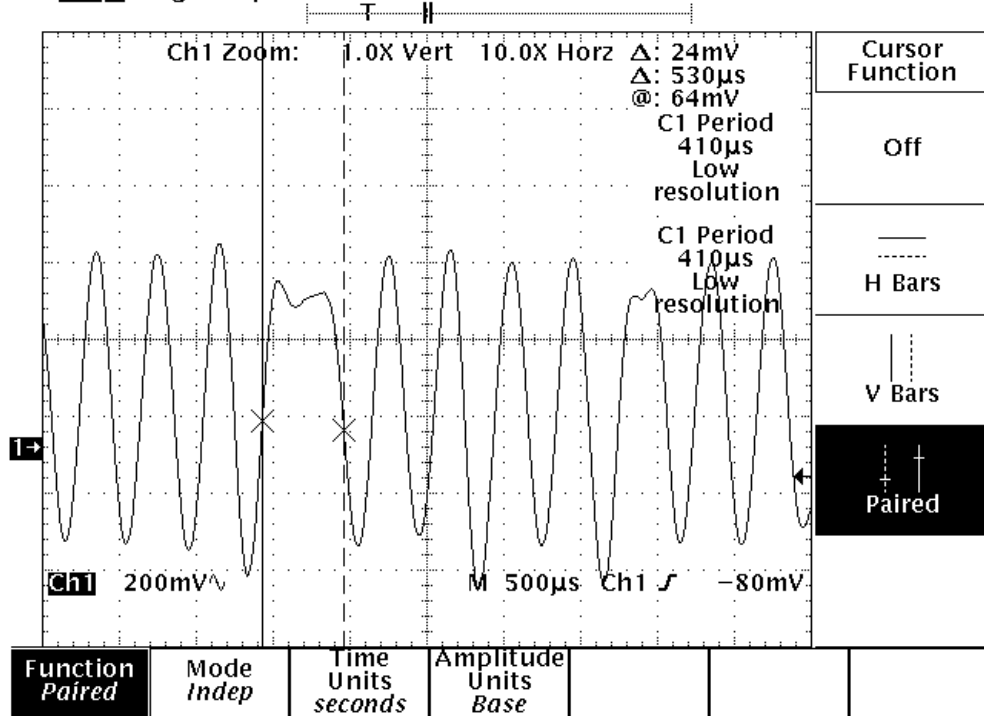 T
Ch1 Zoom: 1.0X Vert 10.0X Horz
Δ: 24mV
Δ: 530µs
@: 64mV
C1 Period
410µs
Low
resolution
C1 Period
410µs
Low
resolution
1→
Ch1 200mV∿ M 500µs Ch1 ƒ -80mV
Cursor
Function
Off
H Bars
V Bars
Paired
Function
Paired
Mode
Indep
Time
Units
seconds
Amplitude
Units
Base